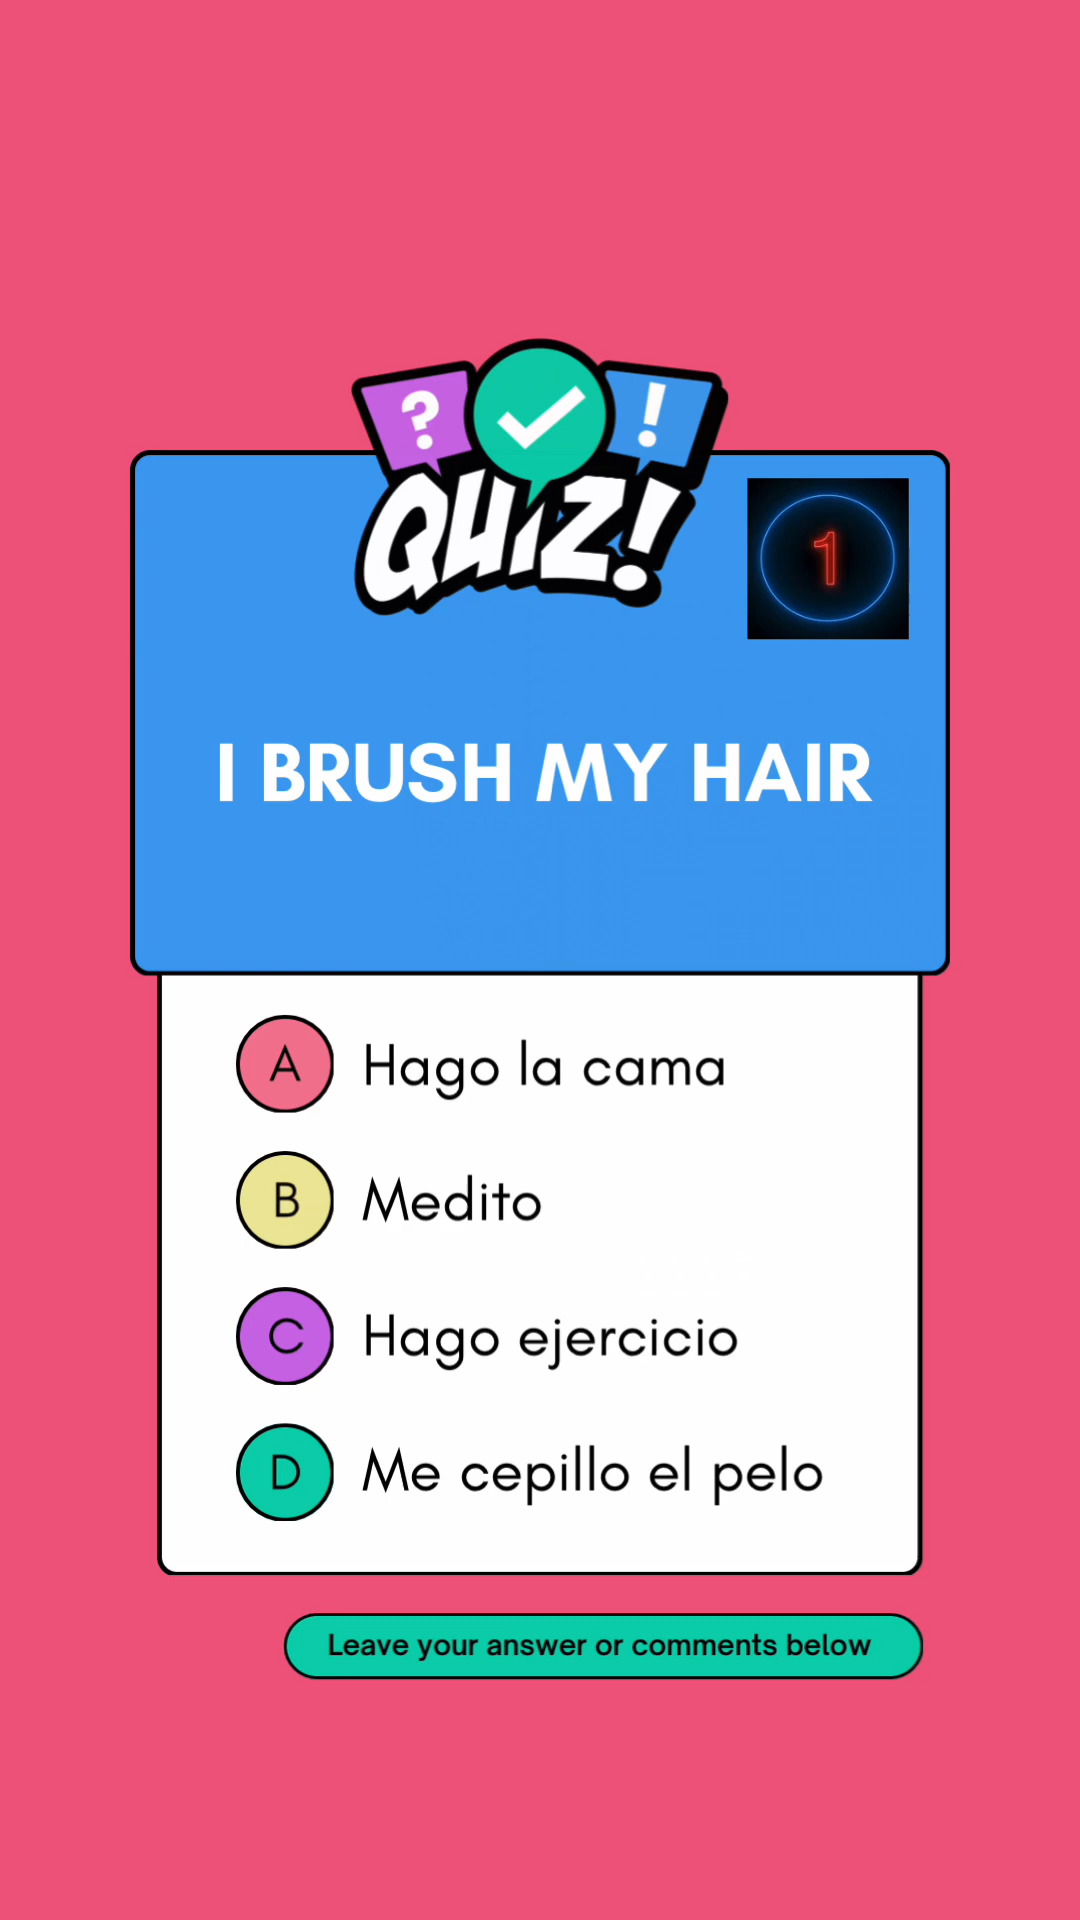 ?
!
QUIZ!
1
I BRUSH MY HAIR
A Hago la cama
B Medito
C Hago ejercicio
D Me cepillo el pelo
Leave your answer or comments below